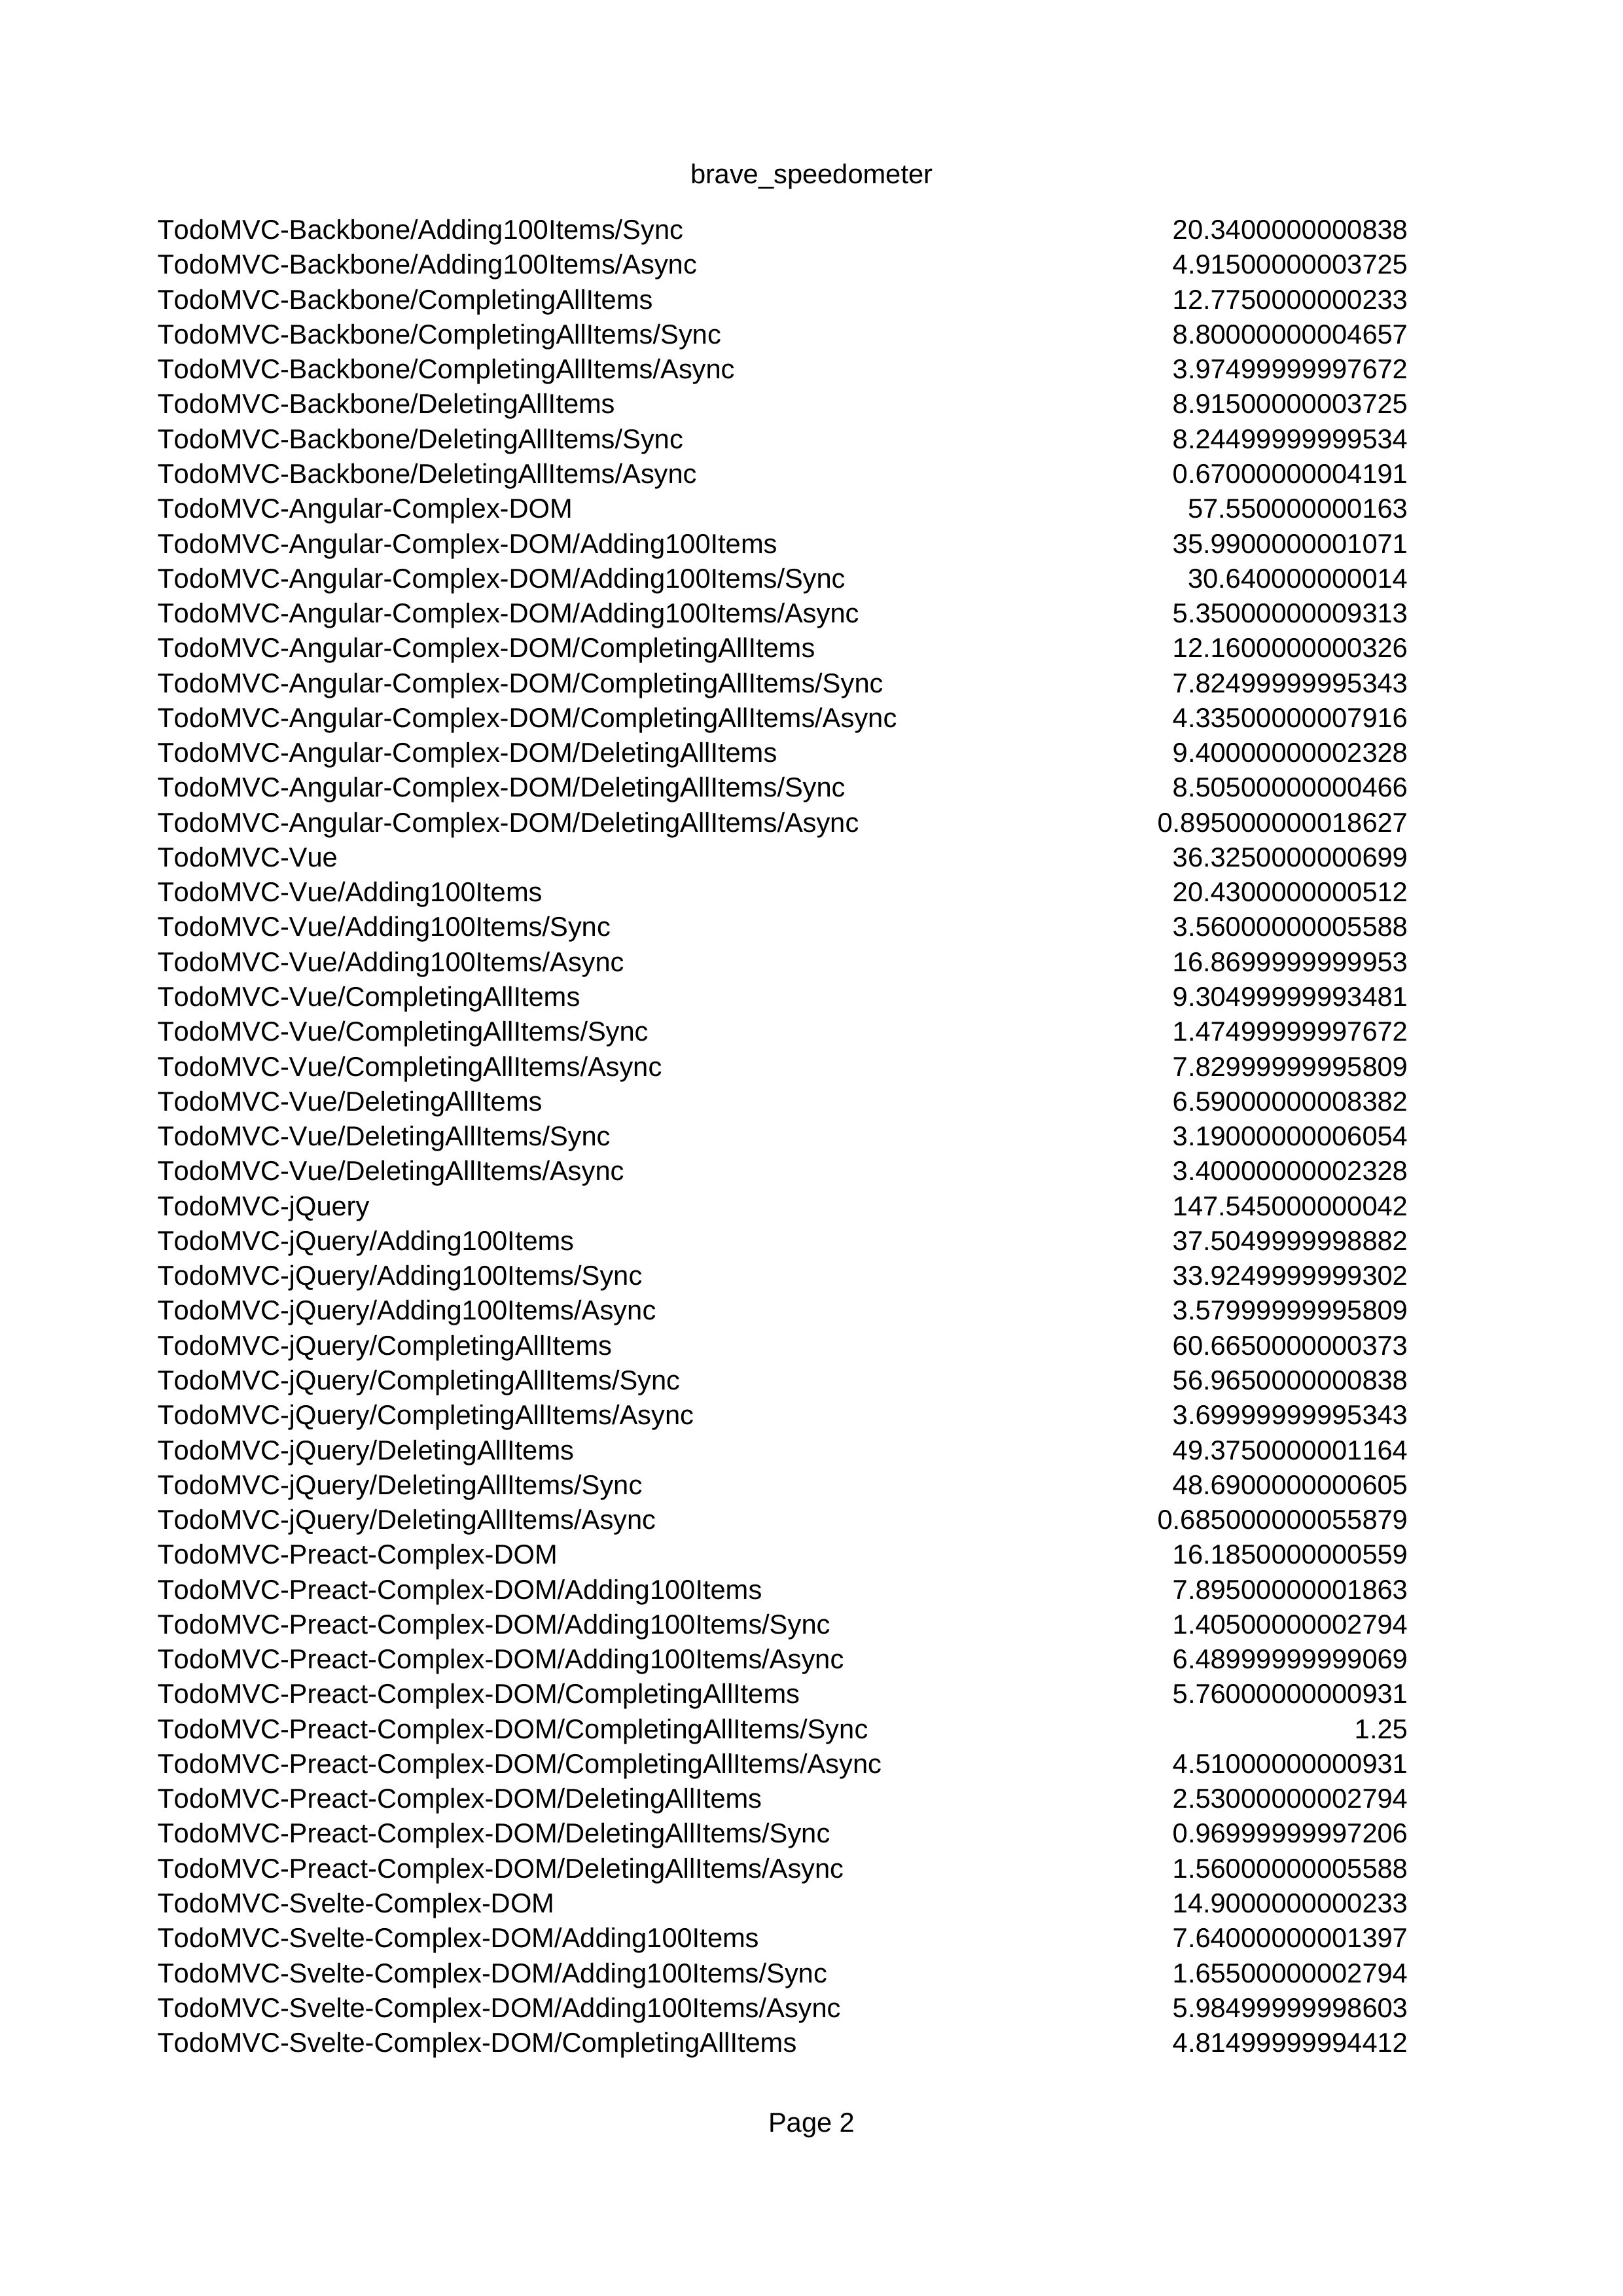 brave_speedometer
TodoMVC-Backbone/Adding100Items/Sync 20.3400000000838
TodoMVC-Backbone/Adding100Items/Async 4.91500000003725
TodoMVC-Backbone/CompletingAllItems 12.7750000000233
TodoMVC-Backbone/CompletingAllItems/Sync 8.80000000004657
TodoMVC-Backbone/CompletingAllItems/Async 3.97499999997672
TodoMVC-Backbone/DeletingAllItems 8.91500000003725
TodoMVC-Backbone/DeletingAllItems/Sync 8.24499999999534
TodoMVC-Backbone/DeletingAllItems/Async 0.67000000004191
TodoMVC-Angular-Complex-DOM 57.550000000163
TodoMVC-Angular-Complex-DOM/Adding100Items 35.9900000001071
TodoMVC-Angular-Complex-DOM/Adding100Items/Sync 30.640000000014
TodoMVC-Angular-Complex-DOM/Adding100Items/Async 5.35000000009313
TodoMVC-Angular-Complex-DOM/CompletingAllItems 12.1600000000326
TodoMVC-Angular-Complex-DOM/CompletingAllItems/Sync 7.82499999995343
TodoMVC-Angular-Complex-DOM/CompletingAllItems/Async 4.33500000007916
TodoMVC-Angular-Complex-DOM/DeletingAllItems 9.40000000002328
TodoMVC-Angular-Complex-DOM/DeletingAllItems/Sync 8.50500000000466
TodoMVC-Angular-Complex-DOM/DeletingAllItems/Async 0.895000000018627
TodoMVC-Vue 36.3250000000699
TodoMVC-Vue/Adding100Items 20.4300000000512
TodoMVC-Vue/Adding100Items/Sync 3.56000000005588
TodoMVC-Vue/Adding100Items/Async 16.8699999999953
TodoMVC-Vue/CompletingAllItems 9.30499999993481
TodoMVC-Vue/CompletingAllItems/Sync 1.47499999997672
TodoMVC-Vue/CompletingAllItems/Async 7.82999999995809
TodoMVC-Vue/DeletingAllItems 6.59000000008382
TodoMVC-Vue/DeletingAllItems/Sync 3.19000000006054
TodoMVC-Vue/DeletingAllItems/Async 3.40000000002328
TodoMVC-jQuery 147.545000000042
TodoMVC-jQuery/Adding100Items 37.5049999998882
TodoMVC-jQuery/Adding100Items/Sync 33.9249999999302
TodoMVC-jQuery/Adding100Items/Async 3.57999999995809
TodoMVC-jQuery/CompletingAllItems 60.6650000000373
TodoMVC-jQuery/CompletingAllItems/Sync 56.9650000000838
TodoMVC-jQuery/CompletingAllItems/Async 3.69999999995343
TodoMVC-jQuery/DeletingAllItems 49.3750000001164
TodoMVC-jQuery/DeletingAllItems/Sync 48.6900000000605
TodoMVC-jQuery/DeletingAllItems/Async 0.685000000055879
TodoMVC-Preact-Complex-DOM 16.1850000000559
TodoMVC-Preact-Complex-DOM/Adding100Items 7.89500000001863
TodoMVC-Preact-Complex-DOM/Adding100Items/Sync 1.40500000002794
TodoMVC-Preact-Complex-DOM/Adding100Items/Async 6.48999999999069
TodoMVC-Preact-Complex-DOM/CompletingAllItems 5.76000000000931
TodoMVC-Preact-Complex-DOM/CompletingAllItems/Sync 1.25
TodoMVC-Preact-Complex-DOM/CompletingAllItems/Async 4.51000000000931
TodoMVC-Preact-Complex-DOM/DeletingAllItems 2.53000000002794
TodoMVC-Preact-Complex-DOM/DeletingAllItems/Sync 0.96999999997206
TodoMVC-Preact-Complex-DOM/DeletingAllItems/Async 1.56000000005588
TodoMVC-Svelte-Complex-DOM 14.9000000000233
TodoMVC-Svelte-Complex-DOM/Adding100Items 7.64000000001397
TodoMVC-Svelte-Complex-DOM/Adding100Items/Sync 1.65500000002794
TodoMVC-Svelte-Complex-DOM/Adding100Items/Async 5.98499999998603
TodoMVC-Svelte-Complex-DOM/CompletingAllItems 4.81499999994412
Page 2